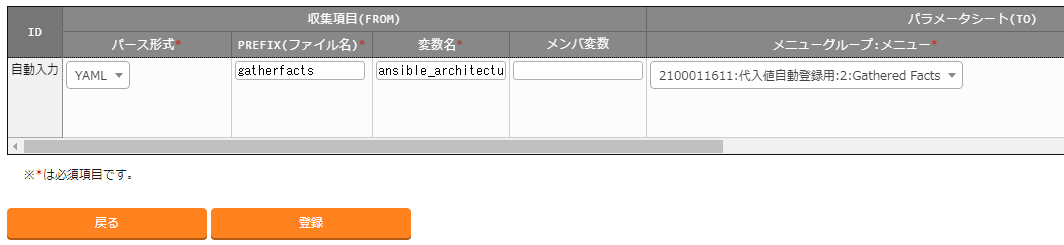 収集項目(FROM) パラメータシート(TO)
ID パース形式* PREFIX(ファイル名)* 変数名* メンバ変数 メニューグループ:メニュー*
自動入力 YAML gatherfacts ansible_architectu 2100011611:代入値自動登録用:2:Gathered Facts
※*は必須項目です。
戻る 登録